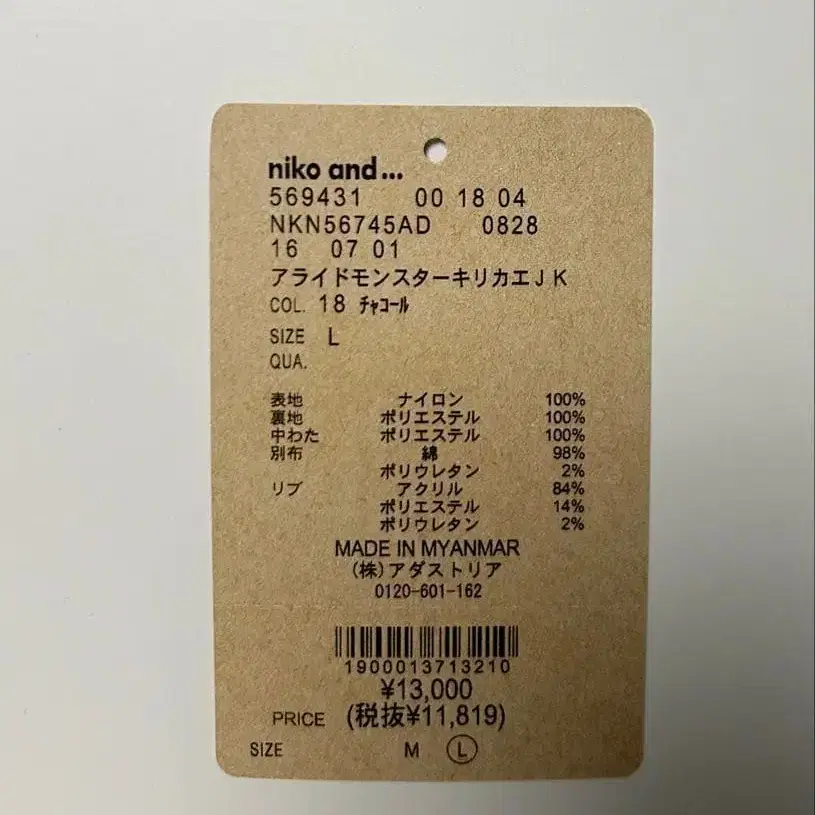 niko and...
569431 00 18 04
NKN56745AD 0828
16 07 01
アライドモンスターキリカエJK
COL. 18 ﾁｬｺｰﾙ
SIZE L
QUA.
表地 ナイロン 100%
裏地 ポリエステル 100%
中わた ポリエステル 100%
別布 綿 98%
ポリウレタン 2%
リブ アクリル 84%
ポリエステル 14%
ポリウレタン 2%
MADE IN MYANMAR
(株)アダストリア
0120-601-162
1900013713210
¥13,000
PRICE (税抜¥11,819)
SIZE M L